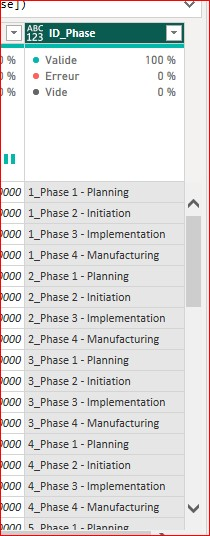 se])
ABC
123
ID_Phase
0 %
Valide
100 %
0 %
Erreur
0 %
0 %
Vide
0 %
0000 1_Phase 1 - Planning
0000 1_Phase 2 - Initiation
0000 1_Phase 3 - Implementation
0000 1_Phase 4 - Manufacturing
0000 2_Phase 1 - Planning
0000 2_Phase 2 - Initiation
0000 2_Phase 3 - Implementation
0000 2_Phase 4 - Manufacturing
0000 3_Phase 1 - Planning
0000 3_Phase 2 - Initiation
0000 3_Phase 3 - Implementation
0000 3_Phase 4 - Manufacturing
0000 4_Phase 1 - Planning
0000 4_Phase 2 - Initiation
0000 4_Phase 3 - Implementation
0000 4_Phase 4 - Manufacturing
0000 5_Phase 1 - Planning